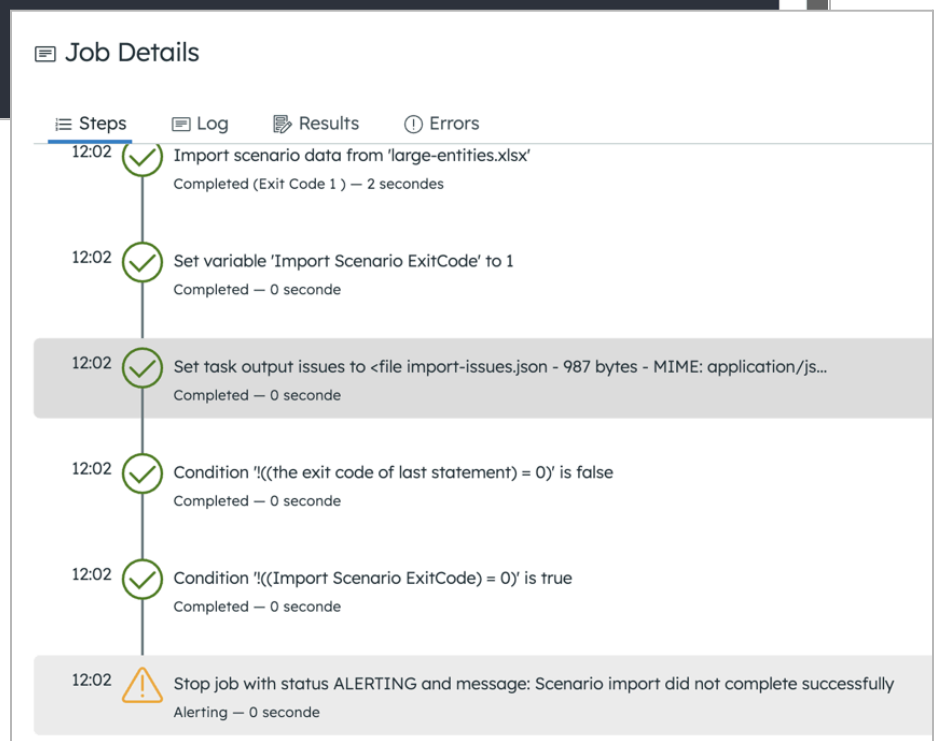 Job Details
Steps
Log
Results
Errors
12:02
Import scenario data from 'large-entities.xlsx'
Completed (Exit Code 1 ) — 2 secondes
12:02
Set variable 'Import Scenario ExitCode' to 1
Completed — 0 seconde
12:02
Set task output issues to <file import-issues.json - 987 bytes - MIME: application/js...
Completed — 0 seconde
12:02
Condition '!((the exit code of last statement) = 0)' is false
Completed — 0 seconde
12:02
Condition '!((Import Scenario ExitCode) = 0)' is true
Completed — 0 seconde
12:02
Stop job with status ALERTING and message: Scenario import did not complete successfully
Alerting — 0 seconde